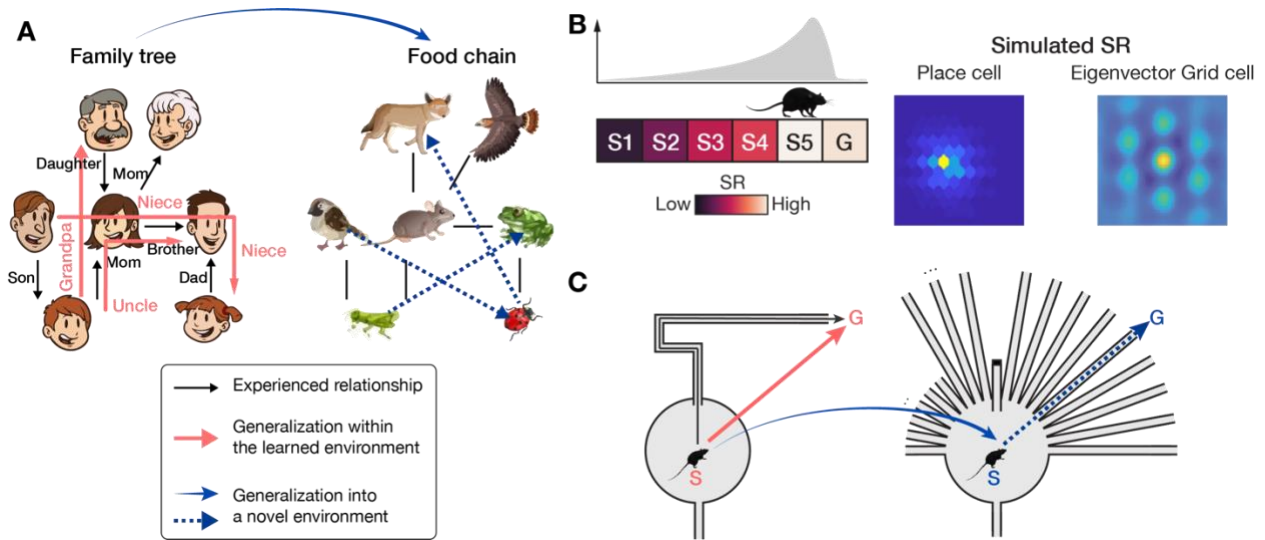 A
Family tree
Food chain
Daughter
Mom
Niece
Grandpa
Brother
Mom
Niece
Son
Dad
Uncle
Experienced relationship
Generalization within
the learned environment
Generalization into
a novel environment
B
S1 S2 S3 S4 S5 G
SR
Low High
Simulated SR
Place cell
Eigenvector Grid cell
C
G
S
...
G
S